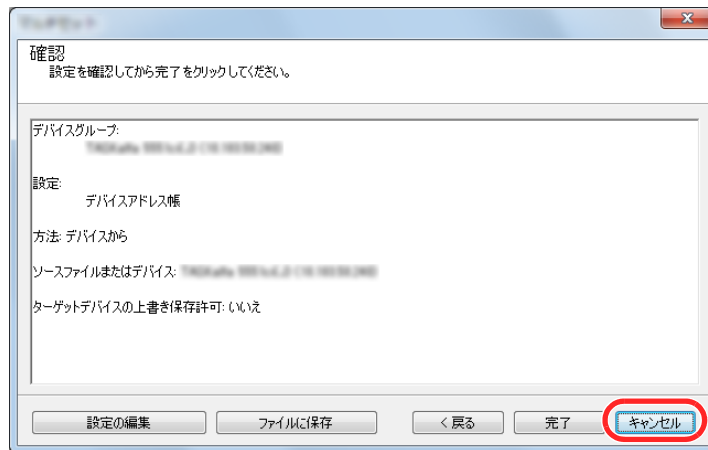 確認
設定を確認してから完了をクリックしてください。
デバイスグループ:
設定:
デバイスアドレス帳
方法: デバイスから
ソースファイルまたはデバイス:
ターゲットデバイスの上書き保存許可: いいえ
設定の編集 ファイルに保存 < 戻る 完了 キャンセル